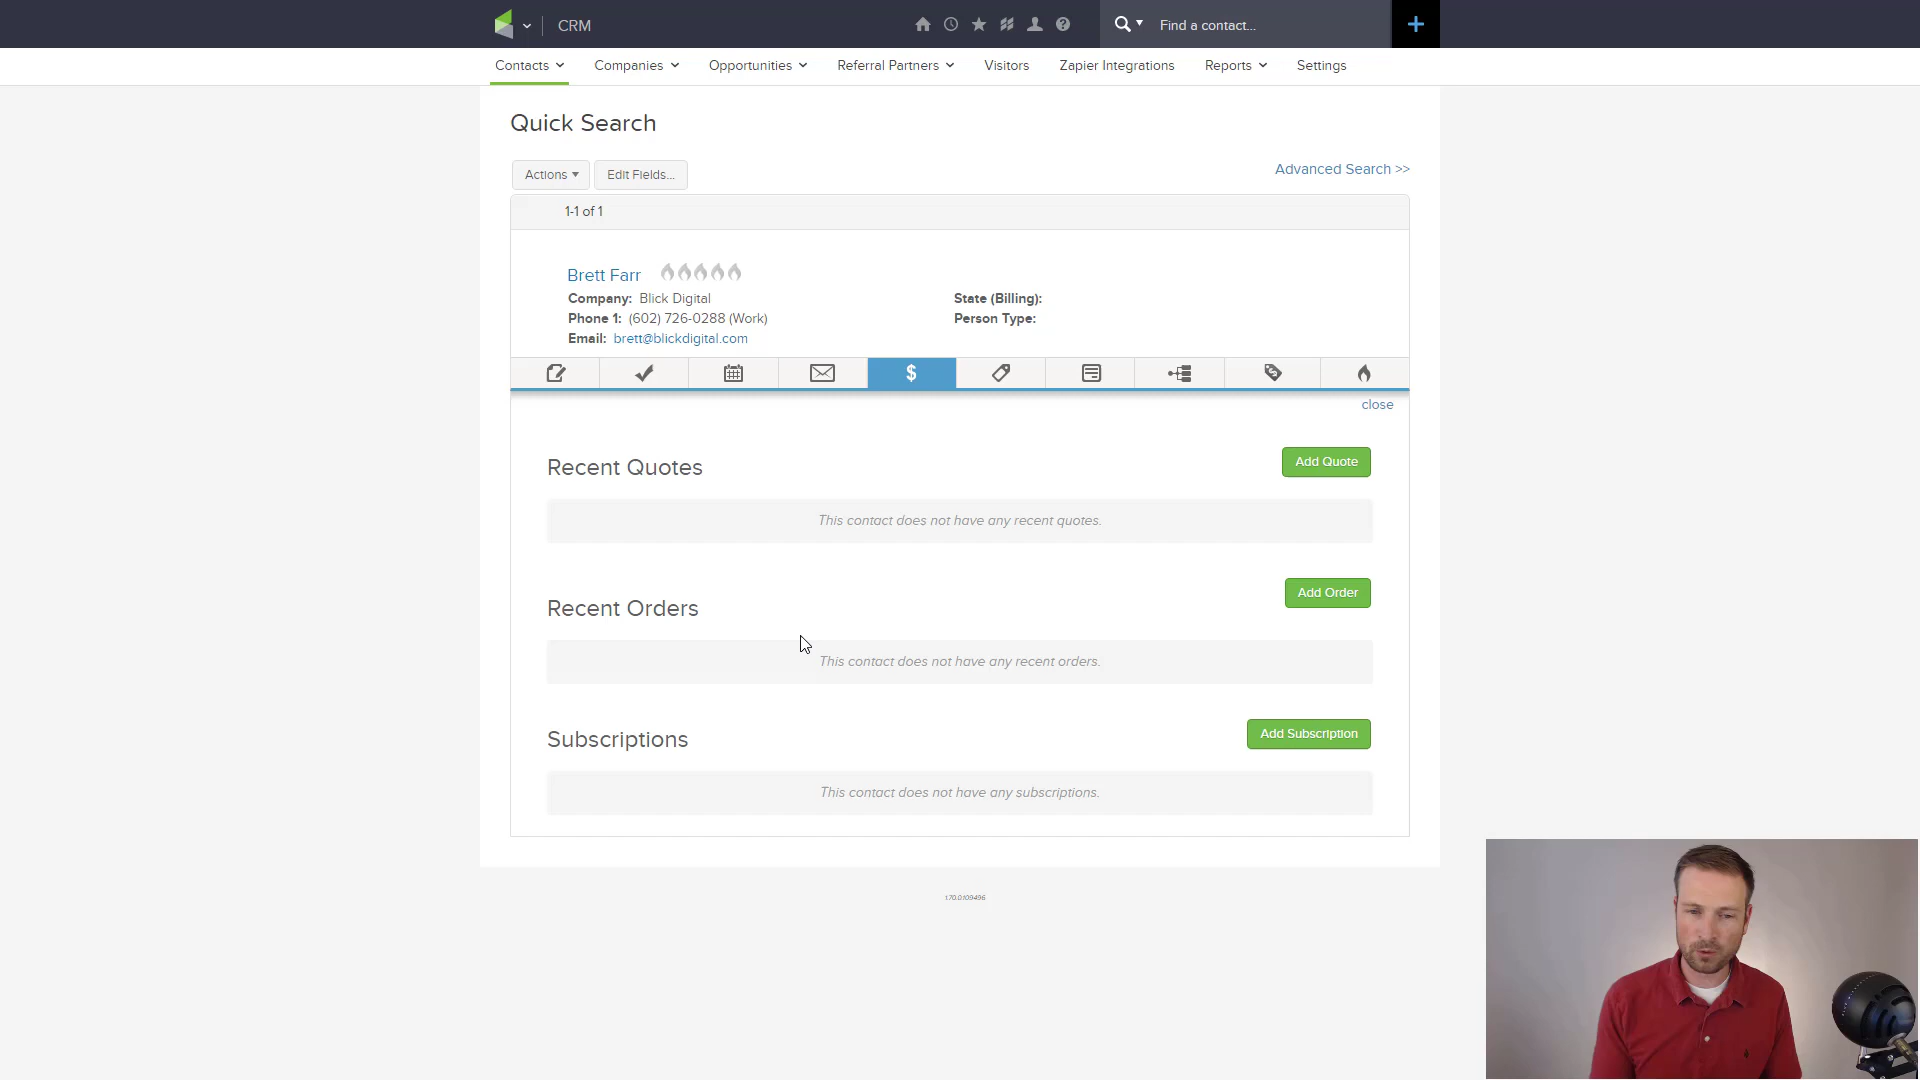 CRM
Find a contact...
Contacts Companies Opportunities Referral Partners Visitors Zapier Integrations Reports Settings
Quick Search
Actions Edit Fields... Advanced Search >>
1-1 of 1
Brett Farr
Company: Blick Digital State (Billing):
Phone 1: (602) 726-0288 (Work) Person Type:
Email: brett@blickdigital.com
$
close
Recent Quotes Add Quote
This contact does not have any recent quotes.
Recent Orders Add Order
This contact does not have any recent orders.
Subscriptions Add Subscription
This contact does not have any subscriptions.
1.70.0.109496